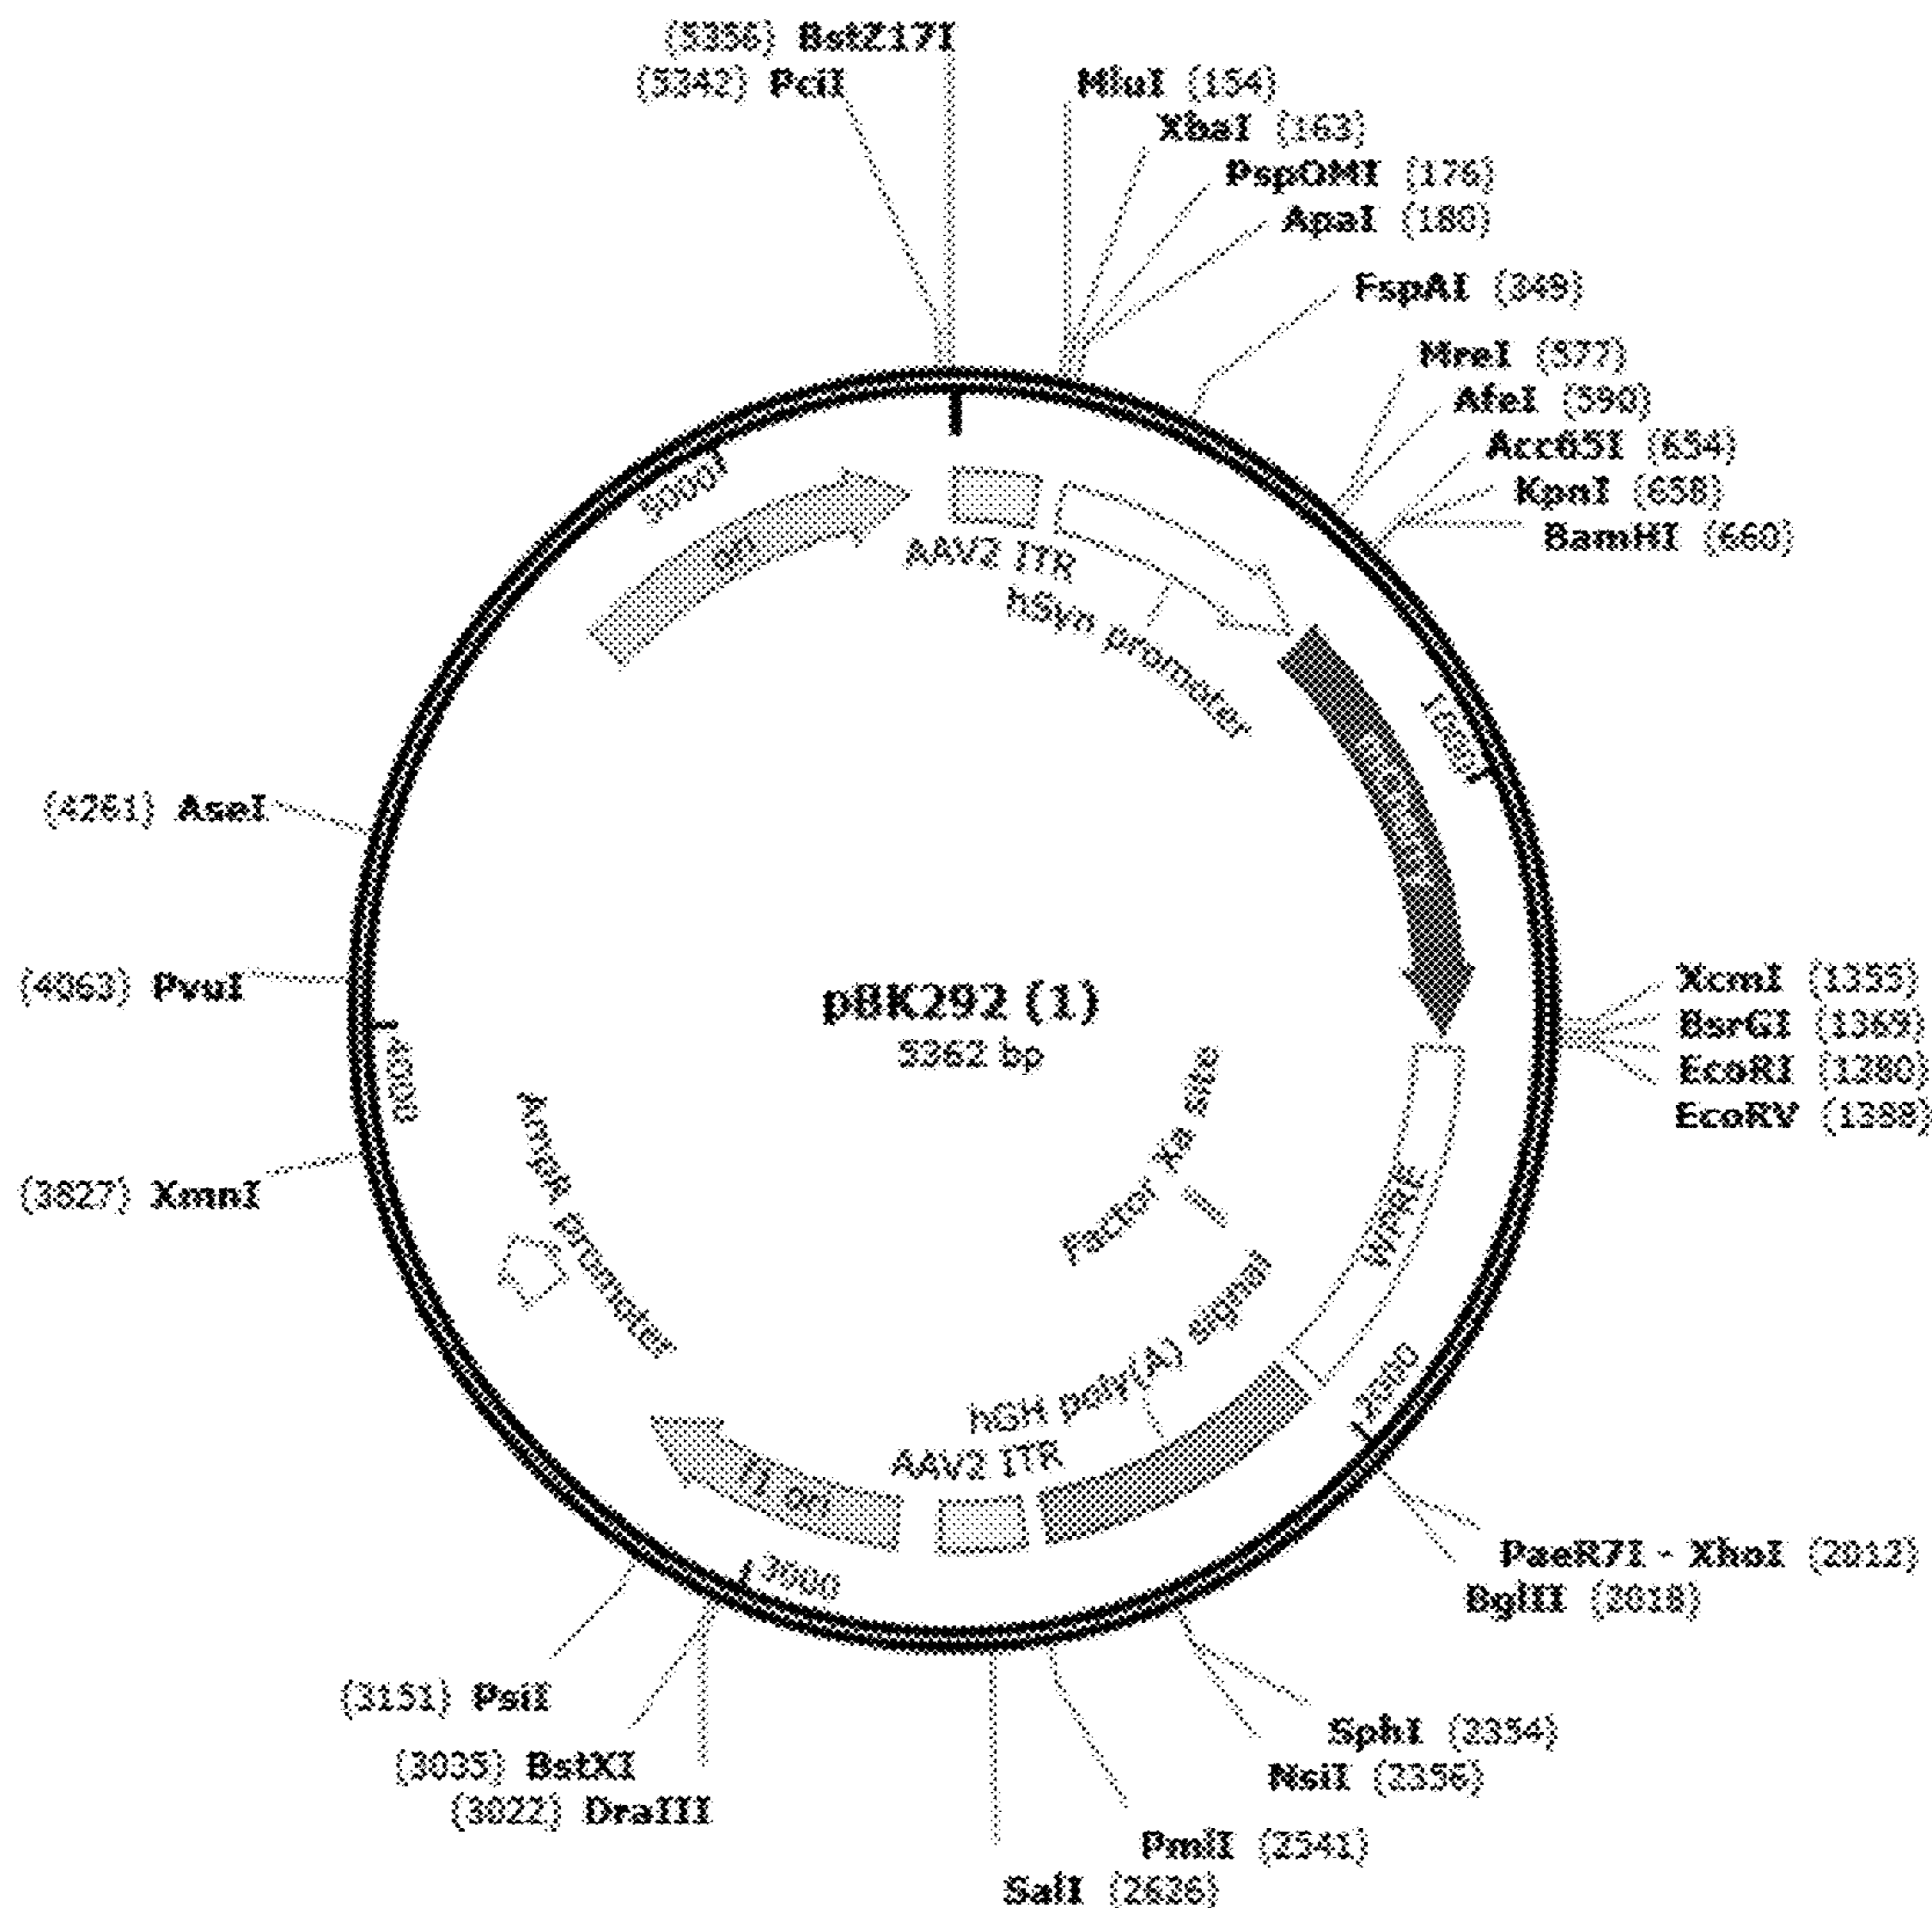 (5356) BstZ17I
(5342) PciI
MluI (154)
XbaI (163)
PspOMI (176)
ApaI (180)
FspAI (349)
MreI (577)
AfeI (590)
Acc65I (654)
KpnI (658)
BamHI (660)
5000
ori
AAV2 ITR
hSyn promoter
1000
(4261) AseI
(4063) PvuI
4000
(3827) XmnI
pBK292 (1)
5362 bp
XcmI (1355)
BsrGI (1369)
EcoRI (1380)
EcoRV (1388)
AmpR promoter
Factor Xa site
WPRE
hGH poly(A) signal
AAV2 ITR
f1 ori
2000
3000
PaeR7I - XhoI (2012)
BglII (2018)
(3151) PsiI
(3035) BstXI
(3022) DraIII
SphI (2354)
NsiI (2356)
PmlI (2541)
SalI (2636)